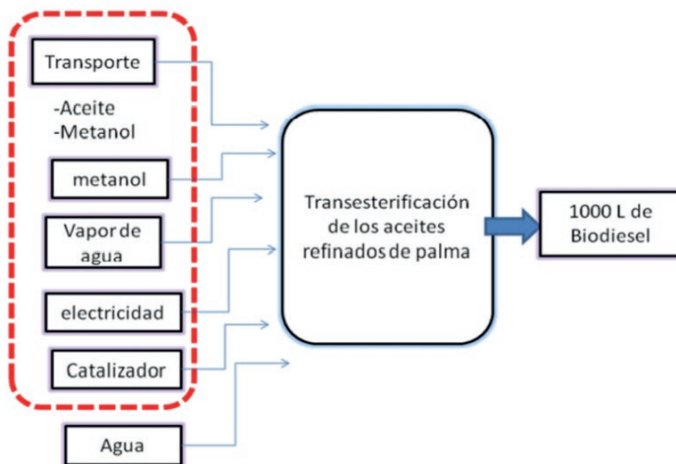 Transporte
-Aceite
-Metanol
metanol
Vapor de
agua
electricidad
Catalizador
Agua
Transesterificación
de los aceites
refinados de palma
1000 L de
Biodiesel